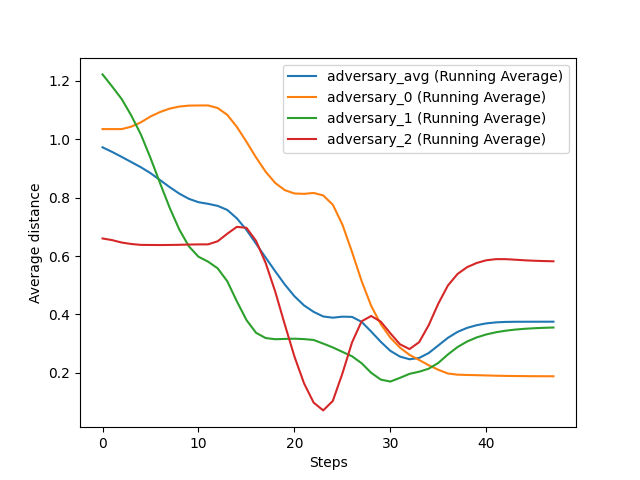 adversary_avg (Running Average)
adversary_0 (Running Average)
adversary_1 (Running Average)
adversary_2 (Running Average)
1.2
1.0
0.8
0.6
0.4
0.2
Average distance
0 10 20 30 40
Steps